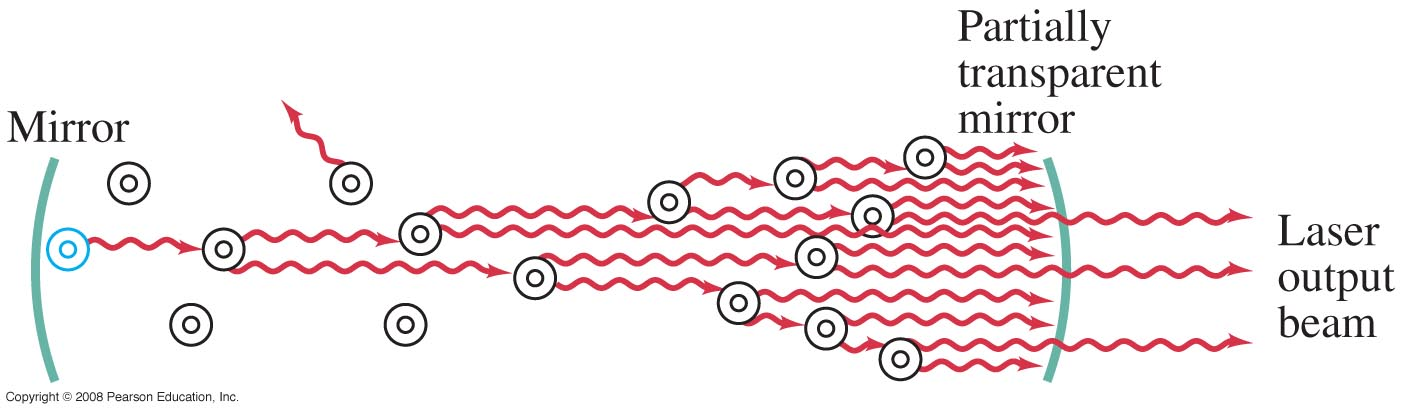 Partially
transparent
mirror
Mirror
Laser
output
beam
Copyright © 2008 Pearson Education, Inc.